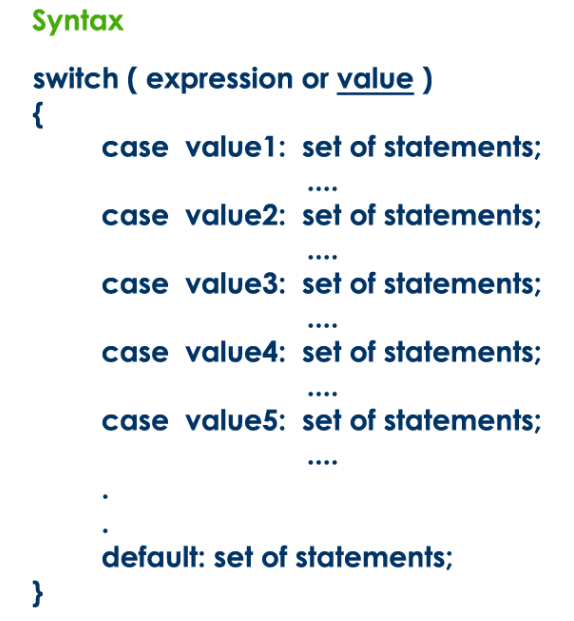 Syntax
switch ( expression or value )
{
case value1: set of statements;
....
case value2: set of statements;
....
case value3: set of statements;
....
case value4: set of statements;
....
case value5: set of statements;
....
.
.
default: set of statements;
}